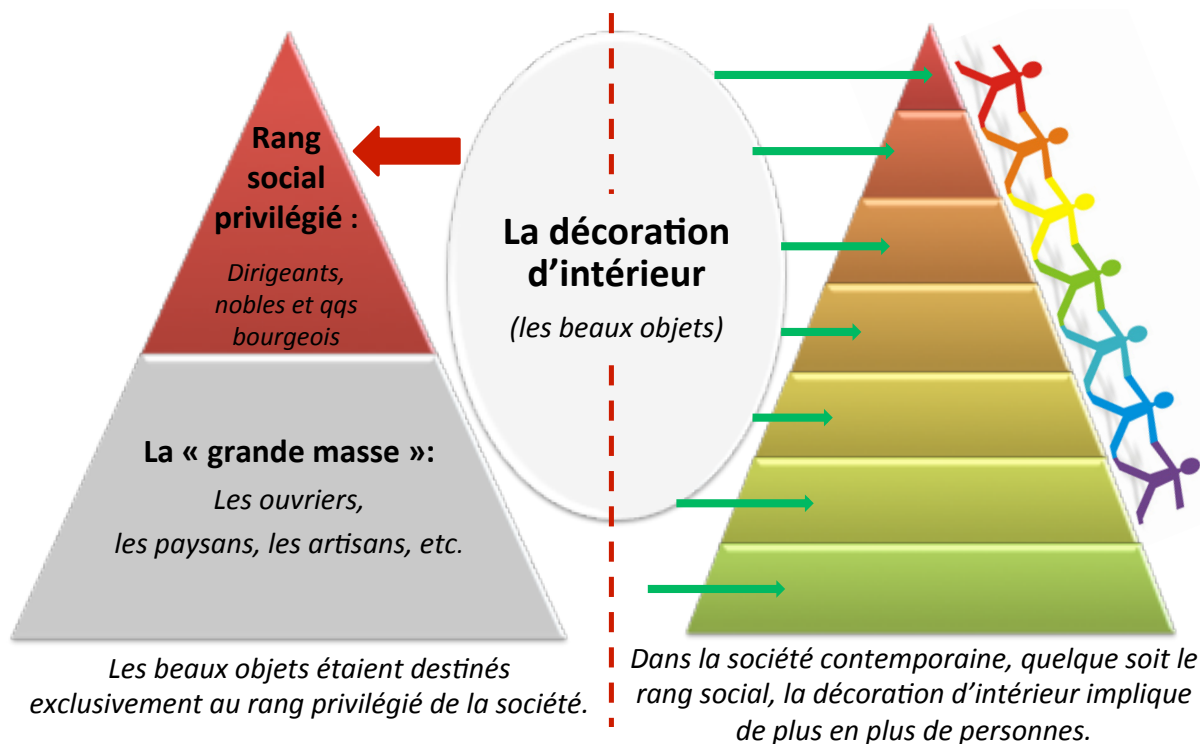 Rang
social
privilégié :
Dirigeants,
nobles et qqs
bourgeois
La « grande masse »:
Les ouvriers,
les paysans, les artisans, etc.
Les beaux objets étaient destinés
exclusivement au rang privilégié de la société.
La décoration
d’intérieur
(les beaux objets)
Dans la société contemporaine, quelque soit le
rang social, la décoration d’intérieur implique
de plus en plus de personnes.